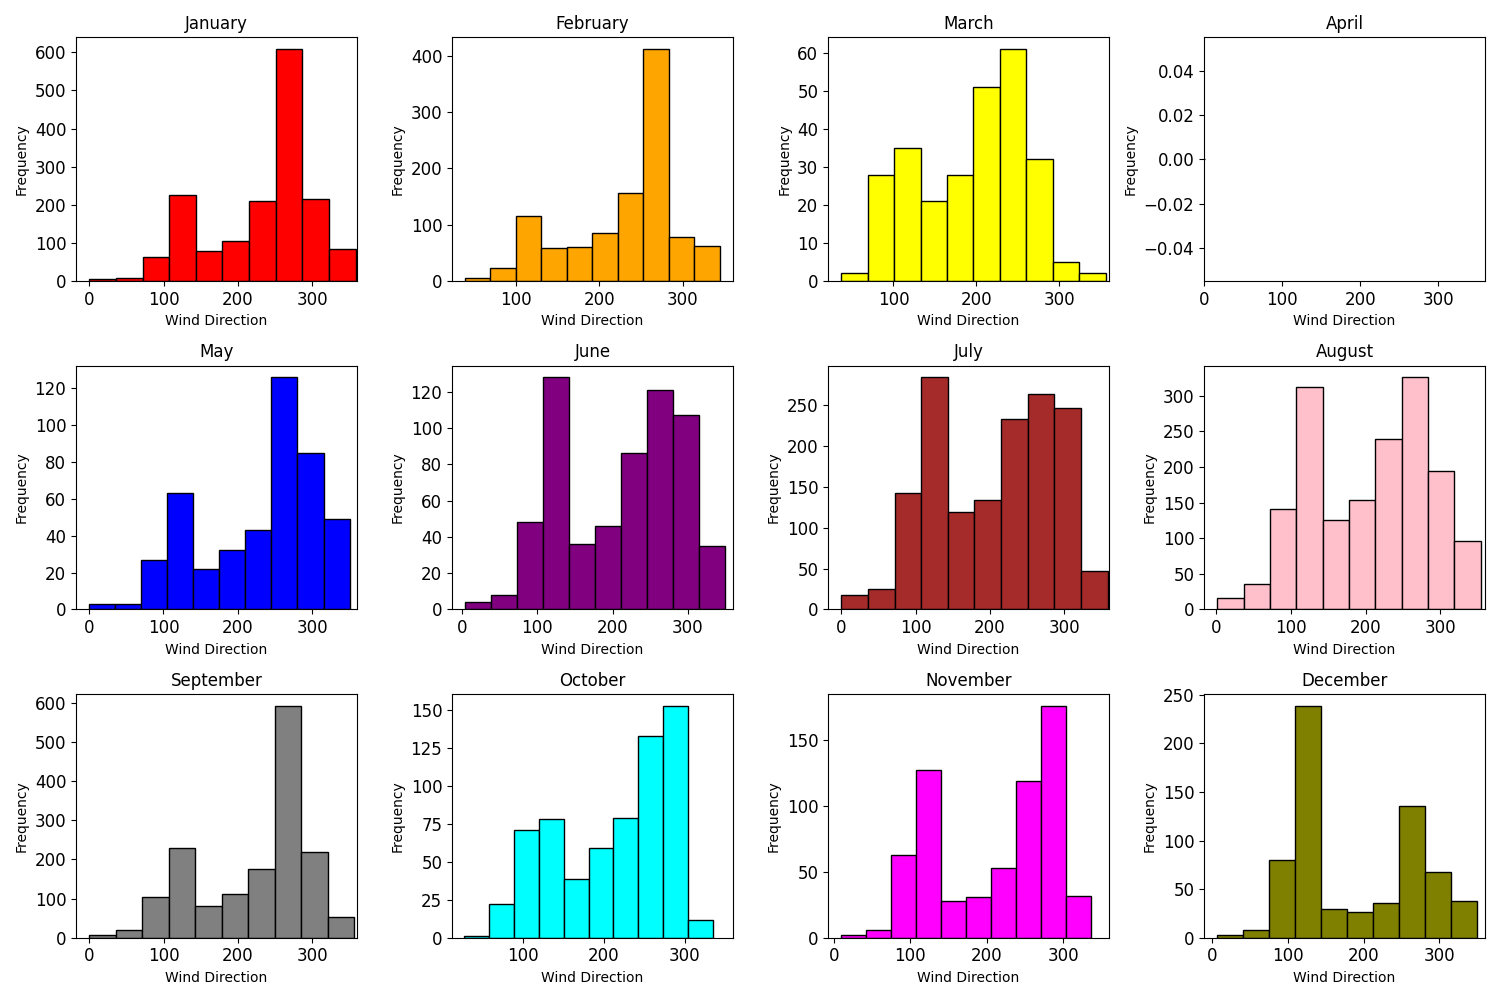 January
February
March
April
600
500
400
300
200
100
0
Frequency
0 100 200 300
Wind Direction
400
300
200
100
0
Frequency
100 200 300
Wind Direction
60
50
40
30
20
10
0
Frequency
100 200 300
Wind Direction
0.04
0.02
0.00
−0.02
−0.04
Frequency
0 100 200 300
Wind Direction
May
June
July
August
120
100
80
60
40
20
0
Frequency
0 100 200 300
Wind Direction
120
100
80
60
40
20
0
Frequency
0 100 200 300
Wind Direction
250
200
150
100
50
0
Frequency
0 100 200 300
Wind Direction
300
250
200
150
100
50
0
Frequency
0 100 200 300
Wind Direction
September
October
November
December
600
500
400
300
200
100
0
Frequency
0 100 200 300
Wind Direction
150
125
100
75
50
25
0
Frequency
100 200 300
Wind Direction
150
100
50
0
Frequency
0 100 200 300
Wind Direction
250
200
150
100
50
0
Frequency
0 100 200 300
Wind Direction